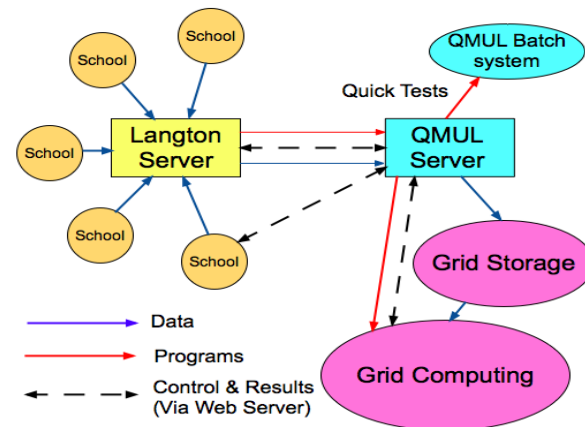 School
School
School
School
School
Langton
Server
QMUL
Server
QMUL Batch
system
Quick Tests
Grid Storage
Grid Computing
Data
Programs
Control & Results
(Via Web Server)